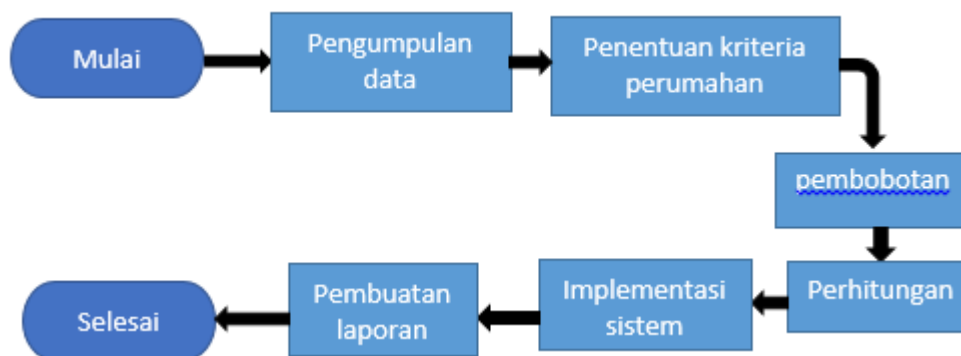 Mulai
Pengumpulan
data
Penentuan kriteria
perumahan
pembobotan
Perhitungan
Implementasi
sistem
Pembuatan
laporan
Selesai